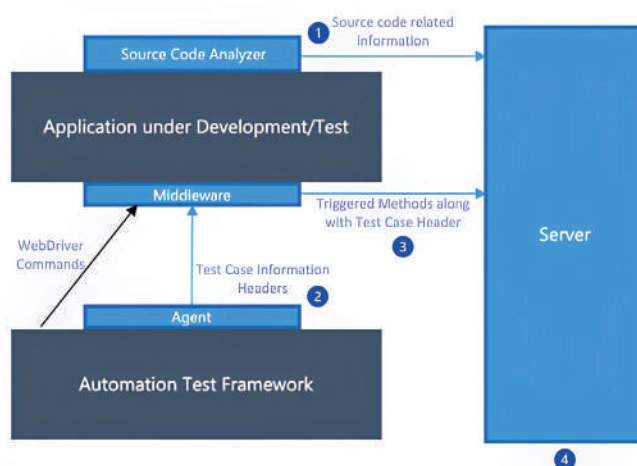 1
Source code related
information
Source Code Analyzer
Application under Development/Test
Middleware
Triggered Methods along
with Test Case Header
3
Server
WebDriver
Commands
Test Case Information
Headers
2
Agent
Automation Test Framework
4